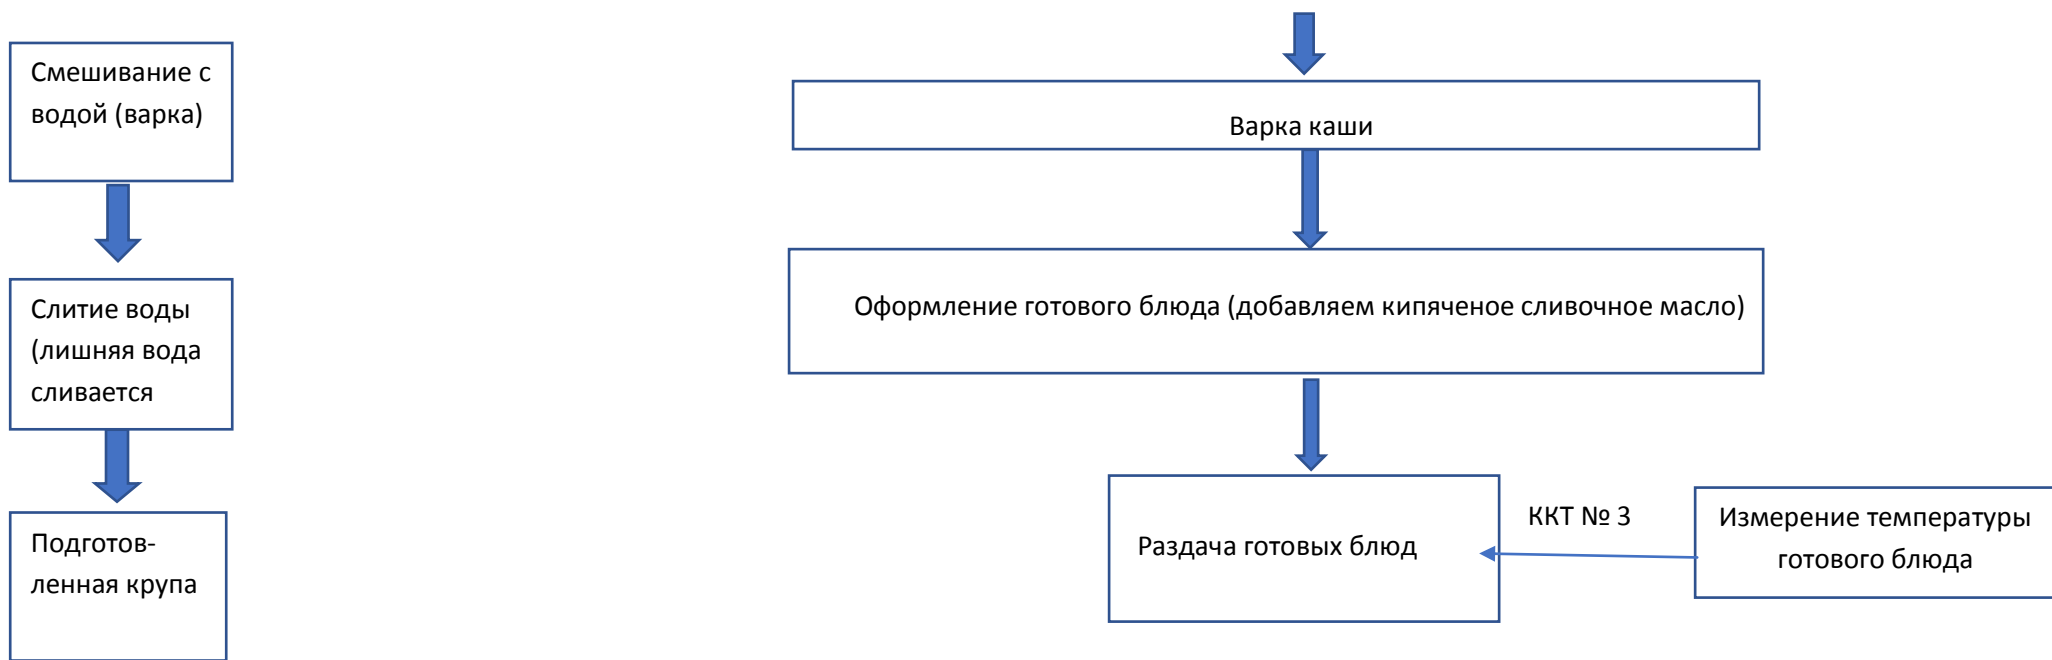 Смешивание с
водой (варка)
Слитие воды
(лишняя вода
сливается
Подготов-
ленная крупа
Варка каши
Оформление готового блюда (добавляем кипяченое сливочное масло)
Раздача готовых блюд
ККТ № 3
Измерение температуры
готового блюда